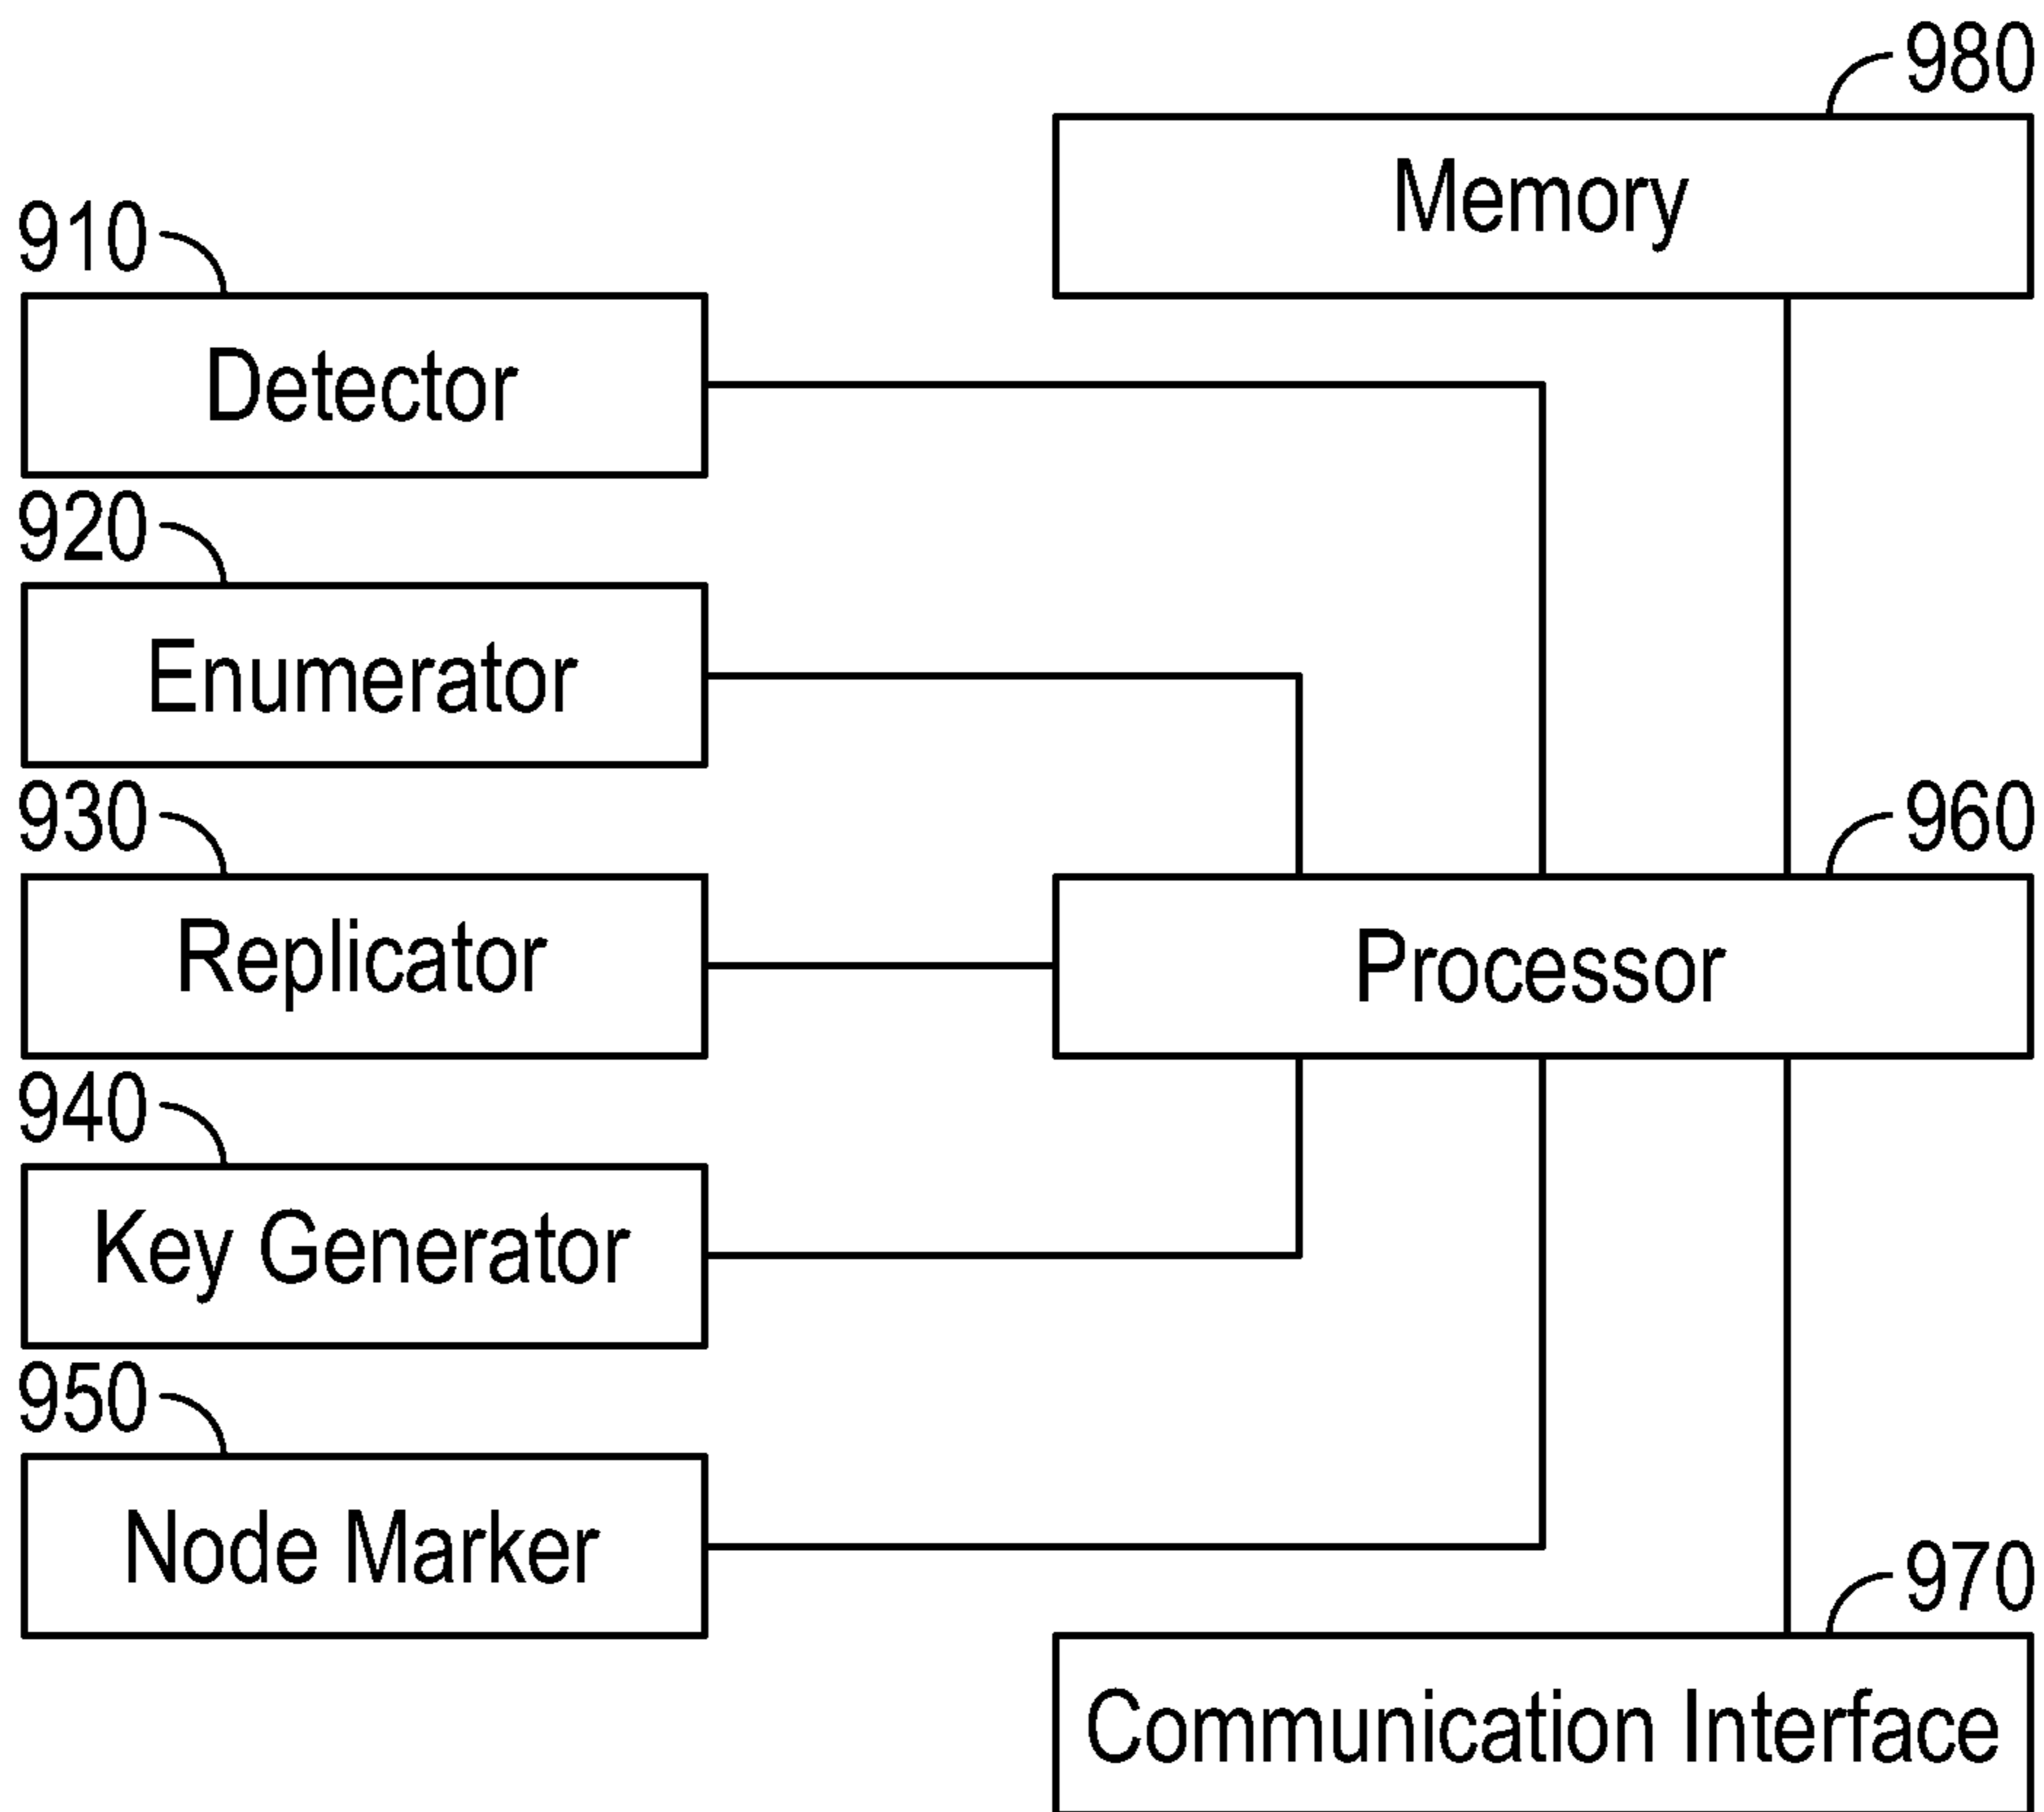 980
Memory
910
Detector
920
Enumerator
930
Replicator
960
Processor
940
Key Generator
950
Node Marker
970
Communication Interface